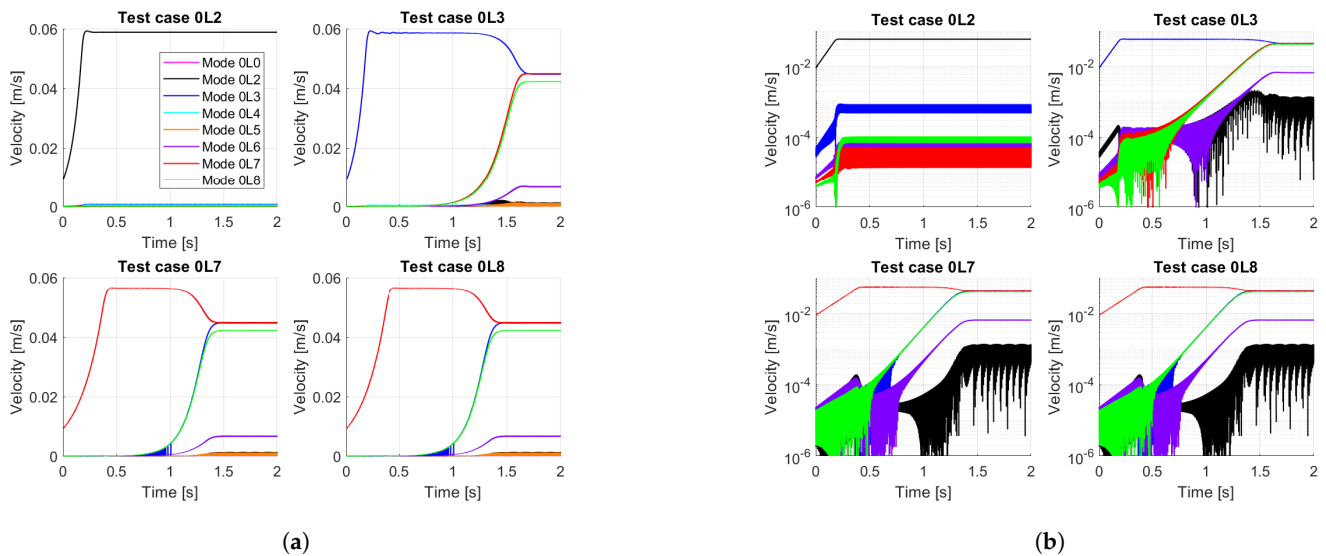 Test case 0L2
Test case 0L3
Velocity [m/s]
0.06
0.04
0.02
0
Mode 0L0
Mode 0L2
Mode 0L3
Mode 0L4
Mode 0L5
Mode 0L6
Mode 0L7
Mode 0L8
0 0.5 1 1.5 2
Time [s]
Velocity [m/s]
0.06
0.04
0.02
0
0 0.5 1 1.5 2
Time [s]
Test case 0L7
Test case 0L8
Velocity [m/s]
0.06
0.04
0.02
0
0 0.5 1 1.5 2
Time [s]
Velocity [m/s]
0.06
0.04
0.02
0
0 0.5 1 1.5 2
Time [s]
(a)
Test case 0L2
Test case 0L3
Velocity [m/s]
10-2
10-4
10-6
0 0.5 1 1.5 2
Time [s]
Velocity [m/s]
10-2
10-4
10-6
0 0.5 1 1.5 2
Time [s]
Test case 0L7
Test case 0L8
Velocity [m/s]
10-2
10-4
10-6
0 0.5 1 1.5 2
Time [s]
Velocity [m/s]
10-2
10-4
10-6
0 0.5 1 1.5 2
Time [s]
(b)